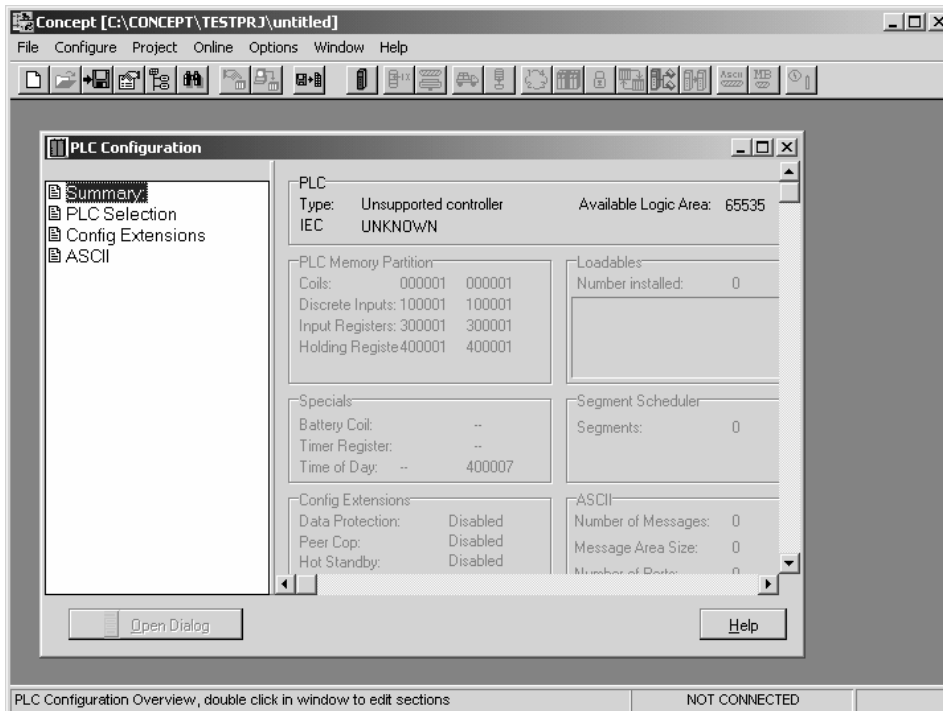 Concept [C:\CONCEPT\TESTPRJ\untitled]
File Configure Project Online Options Window Help
PLC Configuration
Summary:
PLC Selection
Config Extensions
ASCII
PLC
Type: Unsupported controller Available Logic Area: 65535
IEC UNKNOWN
PLC Memory Partition
Coils: 000001 000001
Discrete Inputs: 100001 100001
Input Registers: 300001 300001
Holding Registe 400001 400001
Loadables
Number installed: 0
Specials
Battery Coil: --
Timer Register: --
Time of Day: -- 400007
Segment Scheduler
Segments: 0
Config Extensions
Data Protection: Disabled
Peer Cop: Disabled
Hot Standby: Disabled
ASCII
Number of Messages: 0
Message Area Size: 0
Number of Ports: 0
Open Dialog
Help
PLC Configuration Overview, double click in window to edit sections
NOT CONNECTED